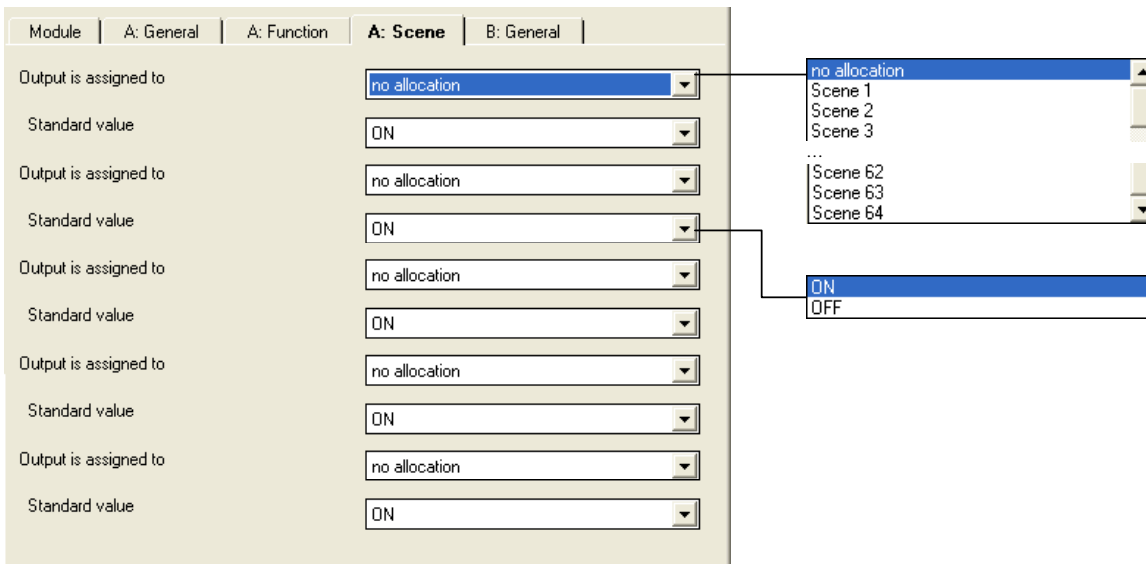 Module A: General A: Function A: Scene B: General
Output is assigned to no allocation
Standard value ON
Output is assigned to no allocation
Standard value ON
Output is assigned to no allocation
Standard value ON
Output is assigned to no allocation
Standard value ON
Output is assigned to no allocation
Standard value ON
no allocation
Scene 1
Scene 2
Scene 3
...
Scene 62
Scene 63
Scene 64
ON
OFF